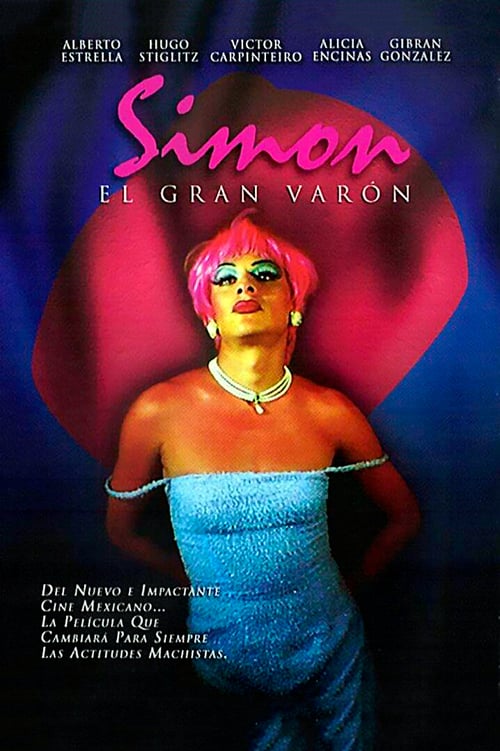 ALBERTO HUGO VICTOR ALICIA GIBRAN
ESTRELLA STIGLITZ CARPINTEIRO ENCINAS GONZALEZ
Simon
EL GRAN VARÓN
DEL NUEVO E IMPACTANTE
CINE MEXICANO...
LA PELÍCULA QUE
CAMBIARÁ PARA SIEMPRE
LAS ACTITUDES MACHISTAS.